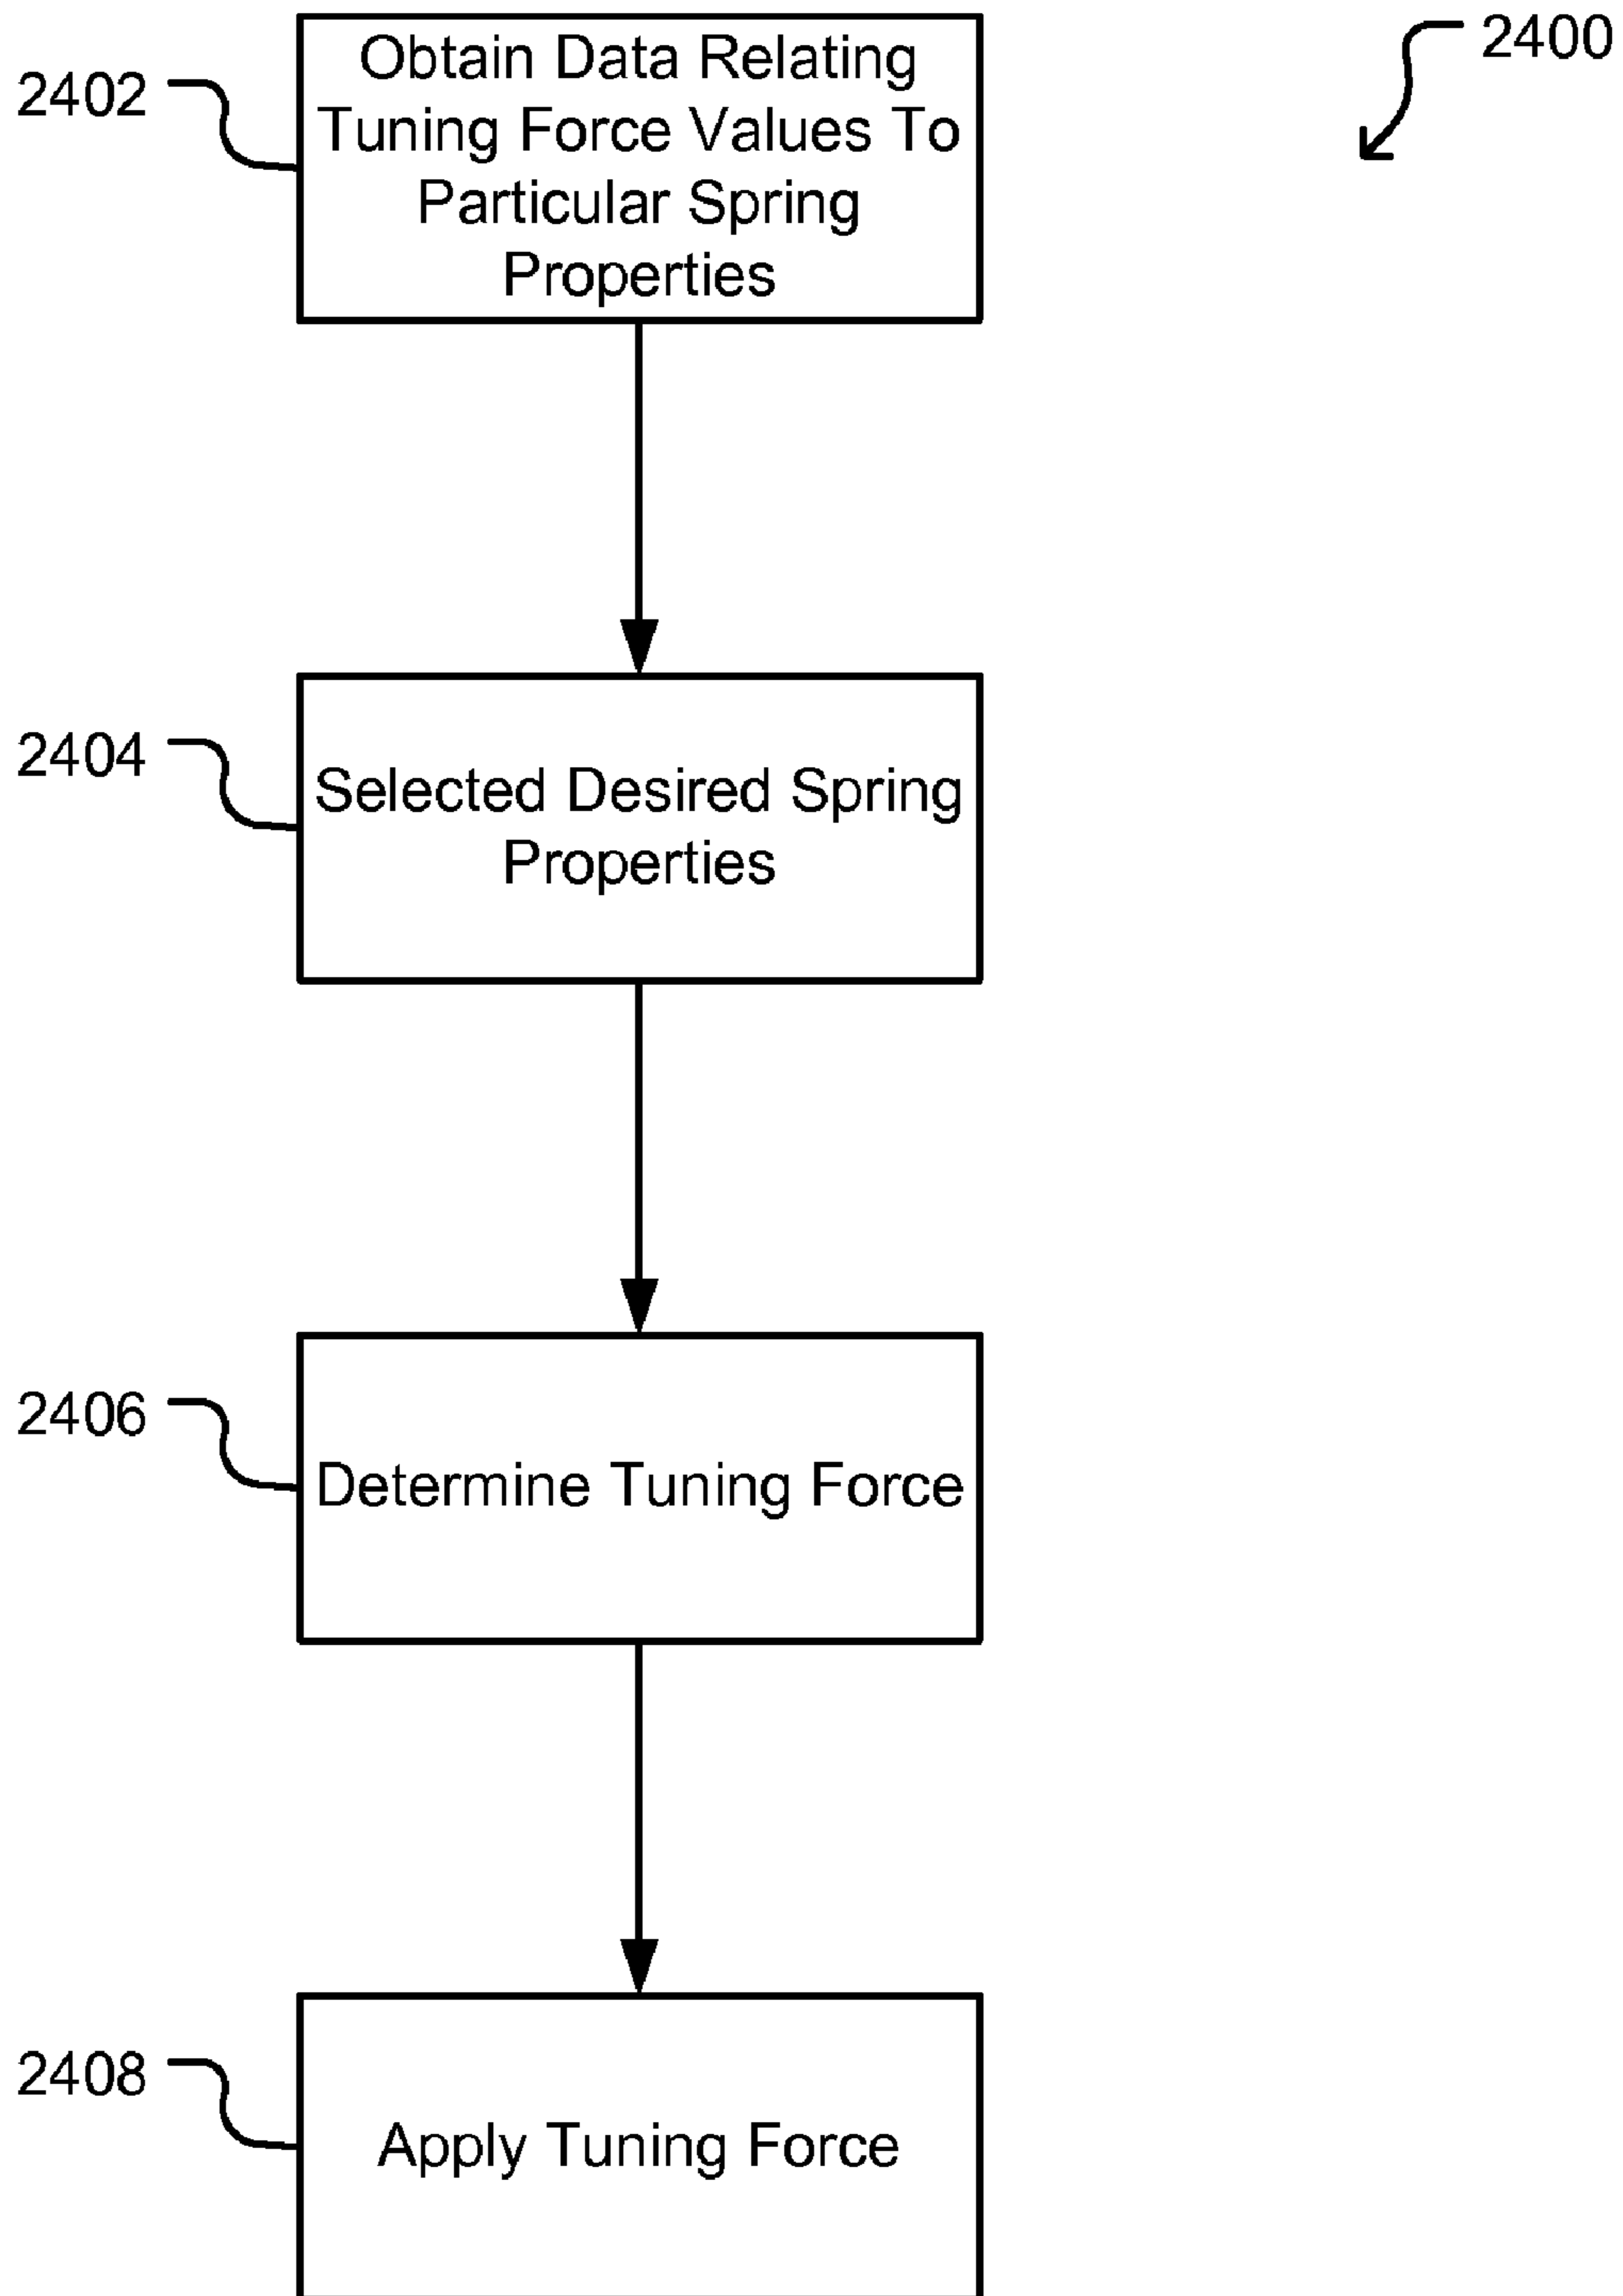 2400
2402
Obtain Data Relating
Tuning Force Values To
Particular Spring
Properties
2404
Selected Desired Spring
Properties
2406
Determine Tuning Force
2408
Apply Tuning Force